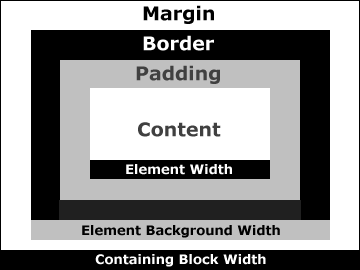 Margin
Border
Padding
Content
Element Width
Element Background Width
Containing Block Width